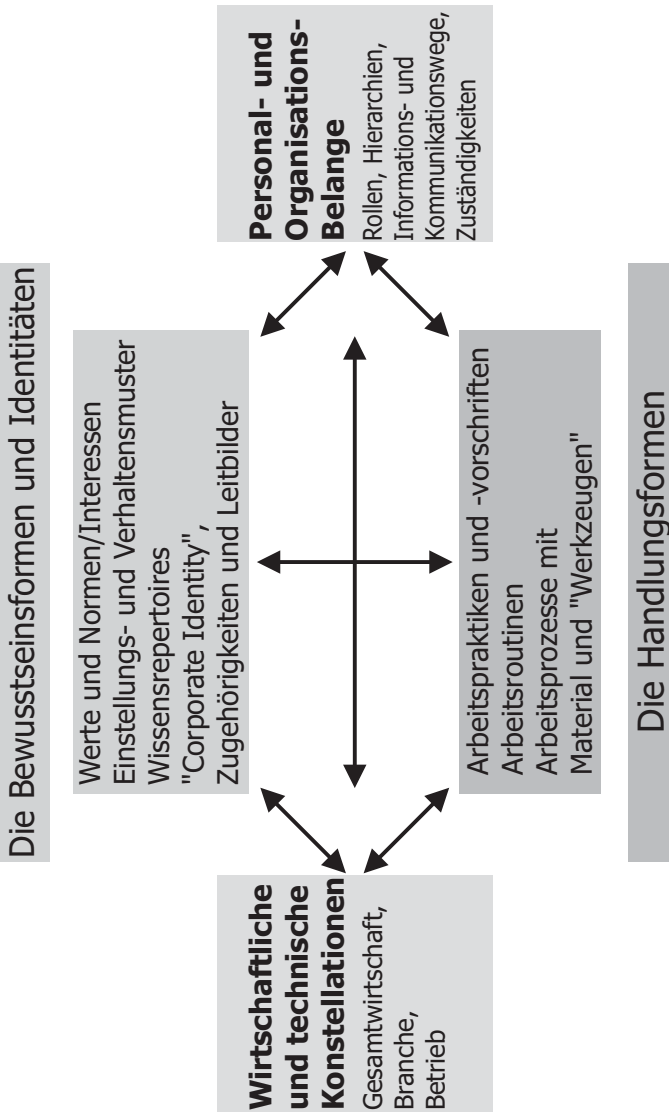 Die Bewusstseinsformen und Identitäten
Werte und Normen/Interessen
Einstellungs- und Verhaltensmuster
Wissensrepertoires
"Corporate Identity",
Zugehörigkeiten und Leitbilder
Wirtschaftliche
und technische
Konstellationen
Gesamtwirtschaft,
Branche,
Betrieb
Personal- und
Organisations-
Belange
Rollen, Hierarchien,
Informations- und
Kommunikationswege,
Zuständigkeiten
Arbeitspraktiken und -vorschriften
Arbeitsroutinen
Arbeitsprozesse mit
Material und "Werkzeugen"
Die Handlungsformen